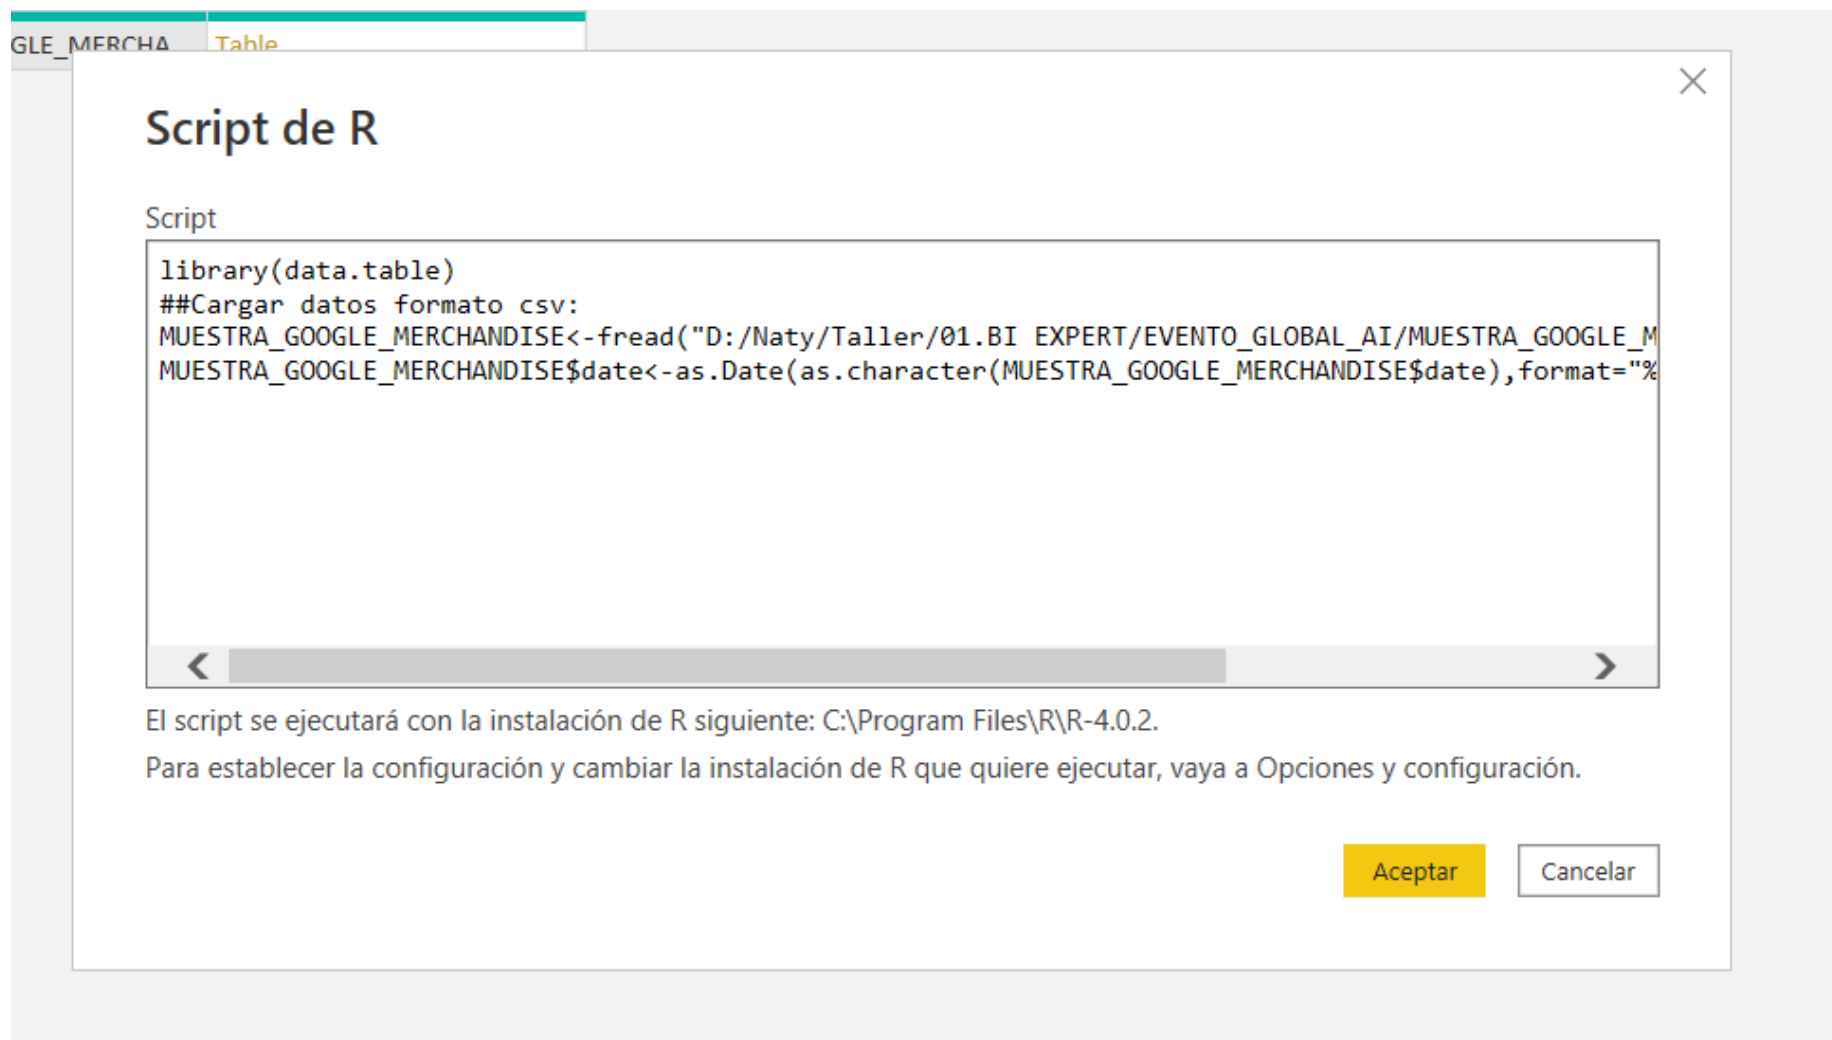 GLE_MERCHA
Table
Script de R
Script
library(data.table)
##Cargar datos formato csv:
MUESTRA_GOOGLE_MERCHANDISE<-fread("D:/Naty/Taller/01.BI EXPERT/EVENTO_GLOBAL_AI/MUESTRA_GOOGLE_M
MUESTRA_GOOGLE_MERCHANDISE$date<-as.Date(as.character(MUESTRA_GOOGLE_MERCHANDISE$date),format="%
El script se ejecutará con la instalación de R siguiente: C:\Program Files\R\R-4.0.2.
Para establecer la configuración y cambiar la instalación de R que quiere ejecutar, vaya a Opciones y configuración.
Aceptar
Cancelar